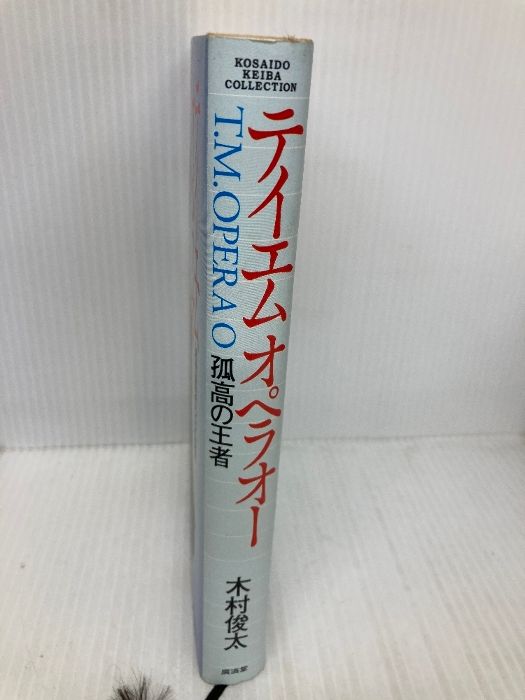 KOSAIDO
KEIBA
COLLECTION
テイエムオペラオー
T.M.OPERA O
孤高の王者
木村俊太
廣済堂